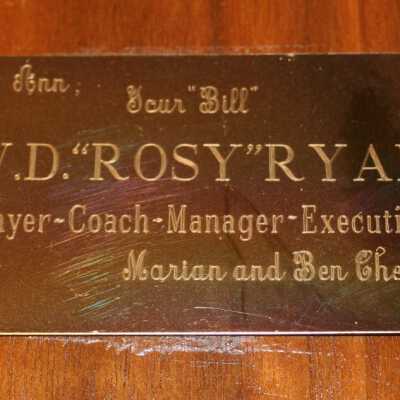 Ann,
Your "Bill"
W.D. "ROSY" RYA
ayer-Coach-Manager-Executi
Marian and Ben Che